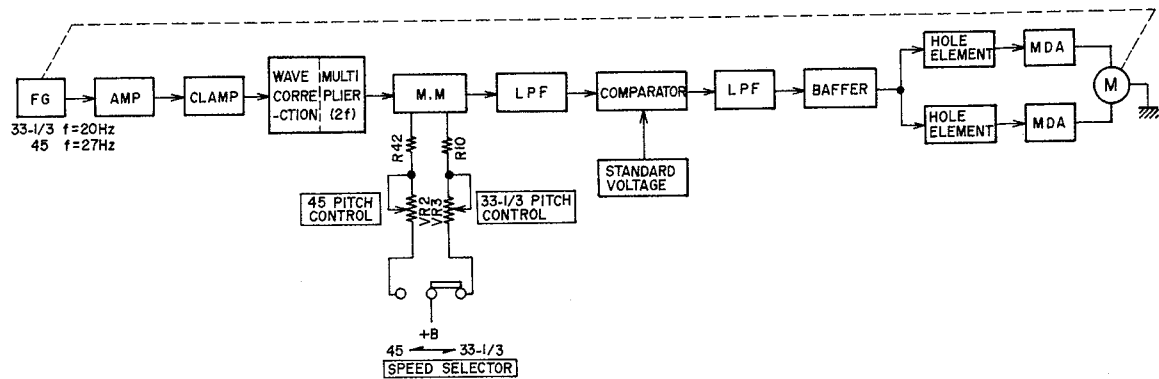 FG
AMP
CLAMP
WAVE
CORRE
-CTION
MULTI
PLIER
(2f)
M.M
LPF
COMPARATOR
LPF
BAFFER
HOLE
ELEMENT
MDA
M
HOLE
ELEMENT
MDA
33-1/3 f=20Hz
45 f=27Hz
R42
R10
STANDARD
VOLTAGE
45 PITCH
CONTROL
VR2
VR3
33-1/3 PITCH
CONTROL
+B
45 33-1/3
SPEED SELECTOR